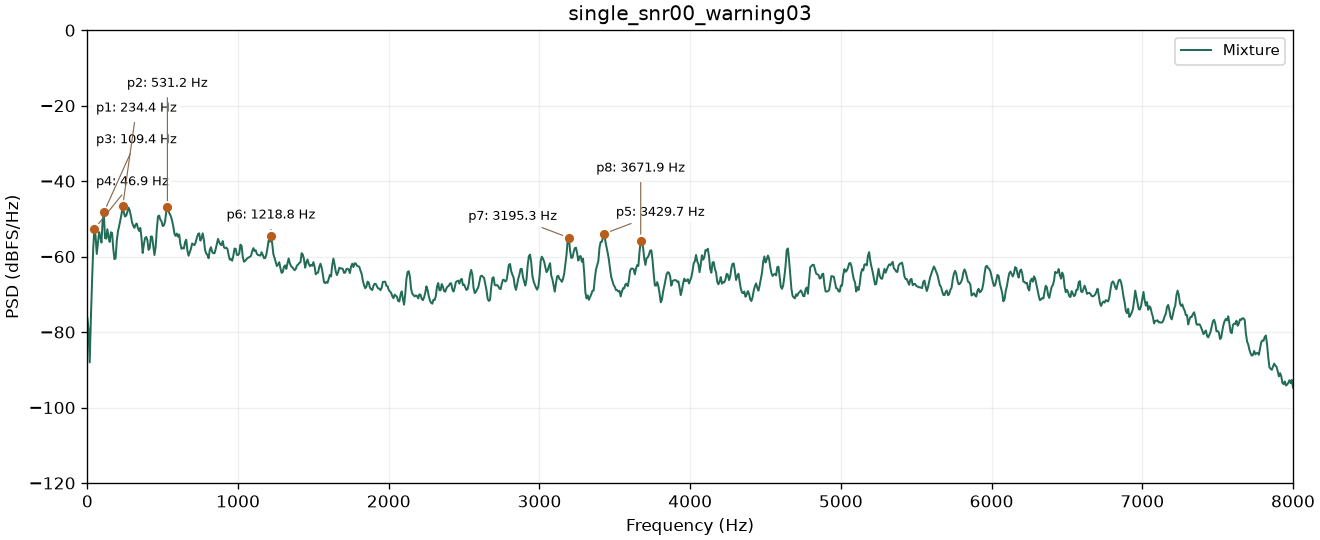 single_snr00_warning03
Mixture
p2: 531.2 Hz
p1: 234.4 Hz
p3: 109.4 Hz
p4: 46.9 Hz
p6: 1218.8 Hz
p7: 3195.3 Hz
p8: 3671.9 Hz
p5: 3429.7 Hz
PSD (dBFS/Hz)
0
−20
−40
−60
−80
−100
−120
0 1000 2000 3000 4000 5000 6000 7000 8000
Frequency (Hz)